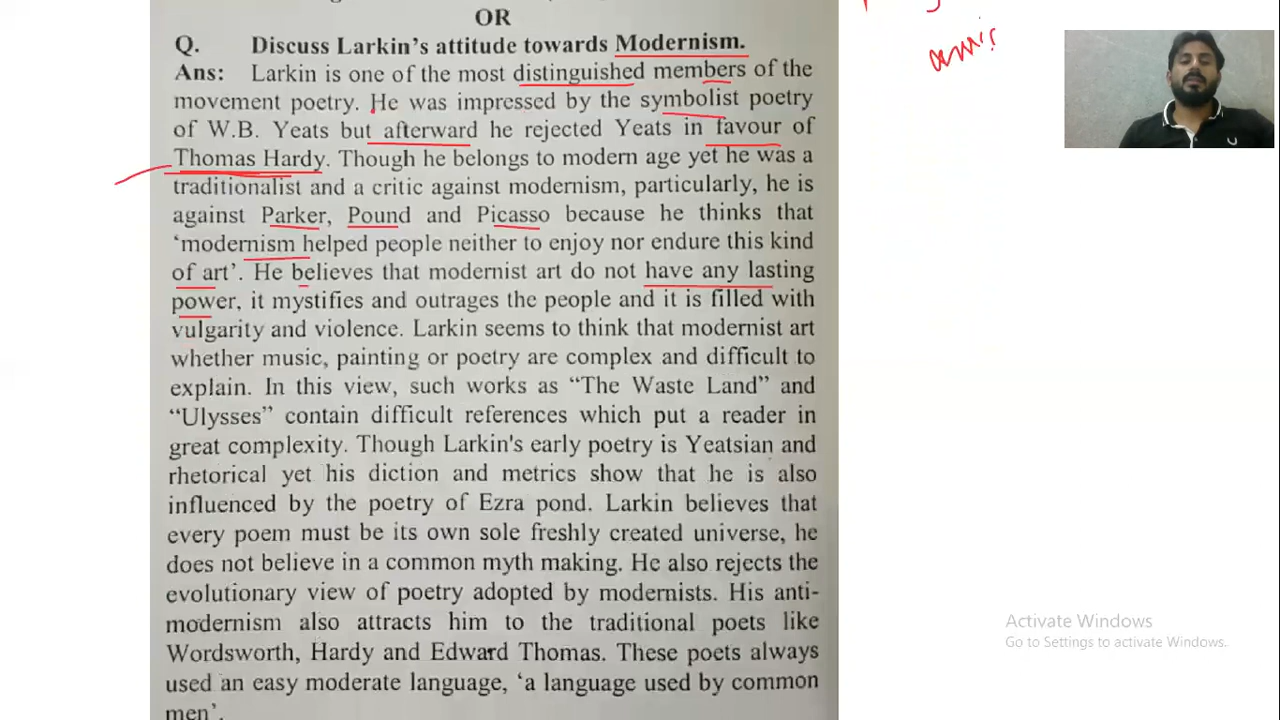 OR
Q. Discuss Larkin's attitude towards Modernism.
Ans: Larkin is one of the most distinguished members of the
movement poetry. He was impressed by the symbolist poetry
of W.B. Yeats but afterward he rejected Yeats in favour of
Thomas Hardy. Though he belongs to modern age yet he was a
traditionalist and a critic against modernism, particularly, he is
against Parker, Pound and Picasso because he thinks that
'modernism helped people neither to enjoy nor endure this kind
of art'. He believes that modernist art do not have any lasting
power, it mystifies and outrages the people and it is filled with
vulgarity and violence. Larkin seems to think that modernist art
whether music, painting or poetry are complex and difficult to
explain. In this view, such works as "The Waste Land" and
"Ulysses" contain difficult references which put a reader in
great complexity. Though Larkin's early poetry is Yeatsian and
rhetorical yet his diction and metrics show that he is also
influenced by the poetry of Ezra pond. Larkin believes that
every poem must be its own sole freshly created universe, he
does not believe in a common myth making. He also rejects the
evolutionary view of poetry adopted by modernists. His anti-
modernism also attracts him to the traditional poets like
Wordsworth, Hardy and Edward Thomas. These poets always
used an easy moderate language, 'a language used by common
men'.
Activate Windows
Go to Settings to activate Windows.